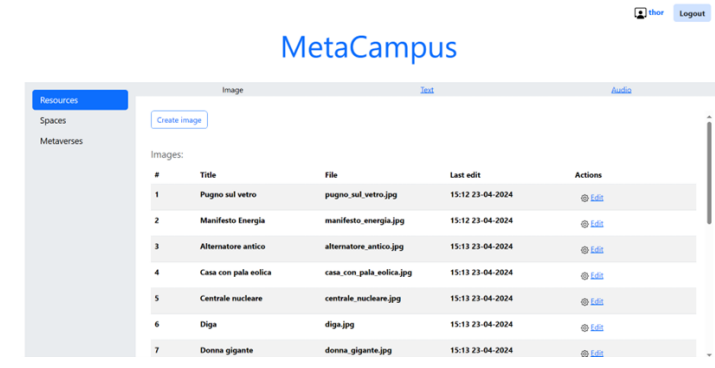 thor Logout
MetaCampus
Image Text Audio
Resources
Spaces
Metaverses
Create image
Images:
# Title File Last edit Actions
1 Pugno sul vetro pugno_sul_vetro.jpg 15:12 23-04-2024 Edit
2 Manifesto Energia manifesto_energia.jpg 15:12 23-04-2024 Edit
3 Alternatore antico alternatore_antico.jpg 15:13 23-04-2024 Edit
4 Casa con pala eolica casa_con_pala_eolica.jpg 15:13 23-04-2024 Edit
5 Centrale nucleare centrale_nucleare.jpg 15:13 23-04-2024 Edit
6 Diga diga.jpg 15:13 23-04-2024 Edit
7 Donna gigante donna_gigante.jpg 15:13 23-04-2024 Edit